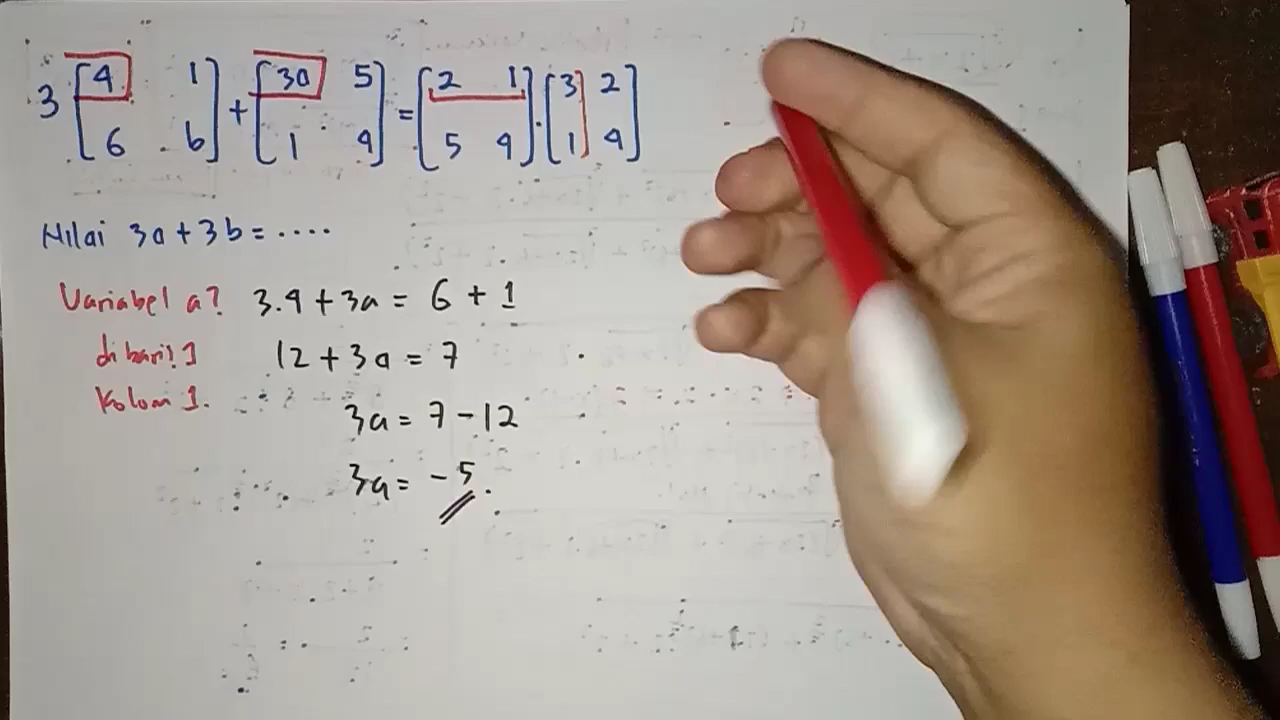 3 [4 1] + [3a 5] = [2 1] . [3 2]
[6 b] [1 4] [5 4] [1 4]
Nilai 3a + 3b = ....
Variabel a? 3.4 + 3a = 6 + 1
di baris 1 12 + 3a = 7
Kolom 1. 3a = 7 - 12
3a = -5.